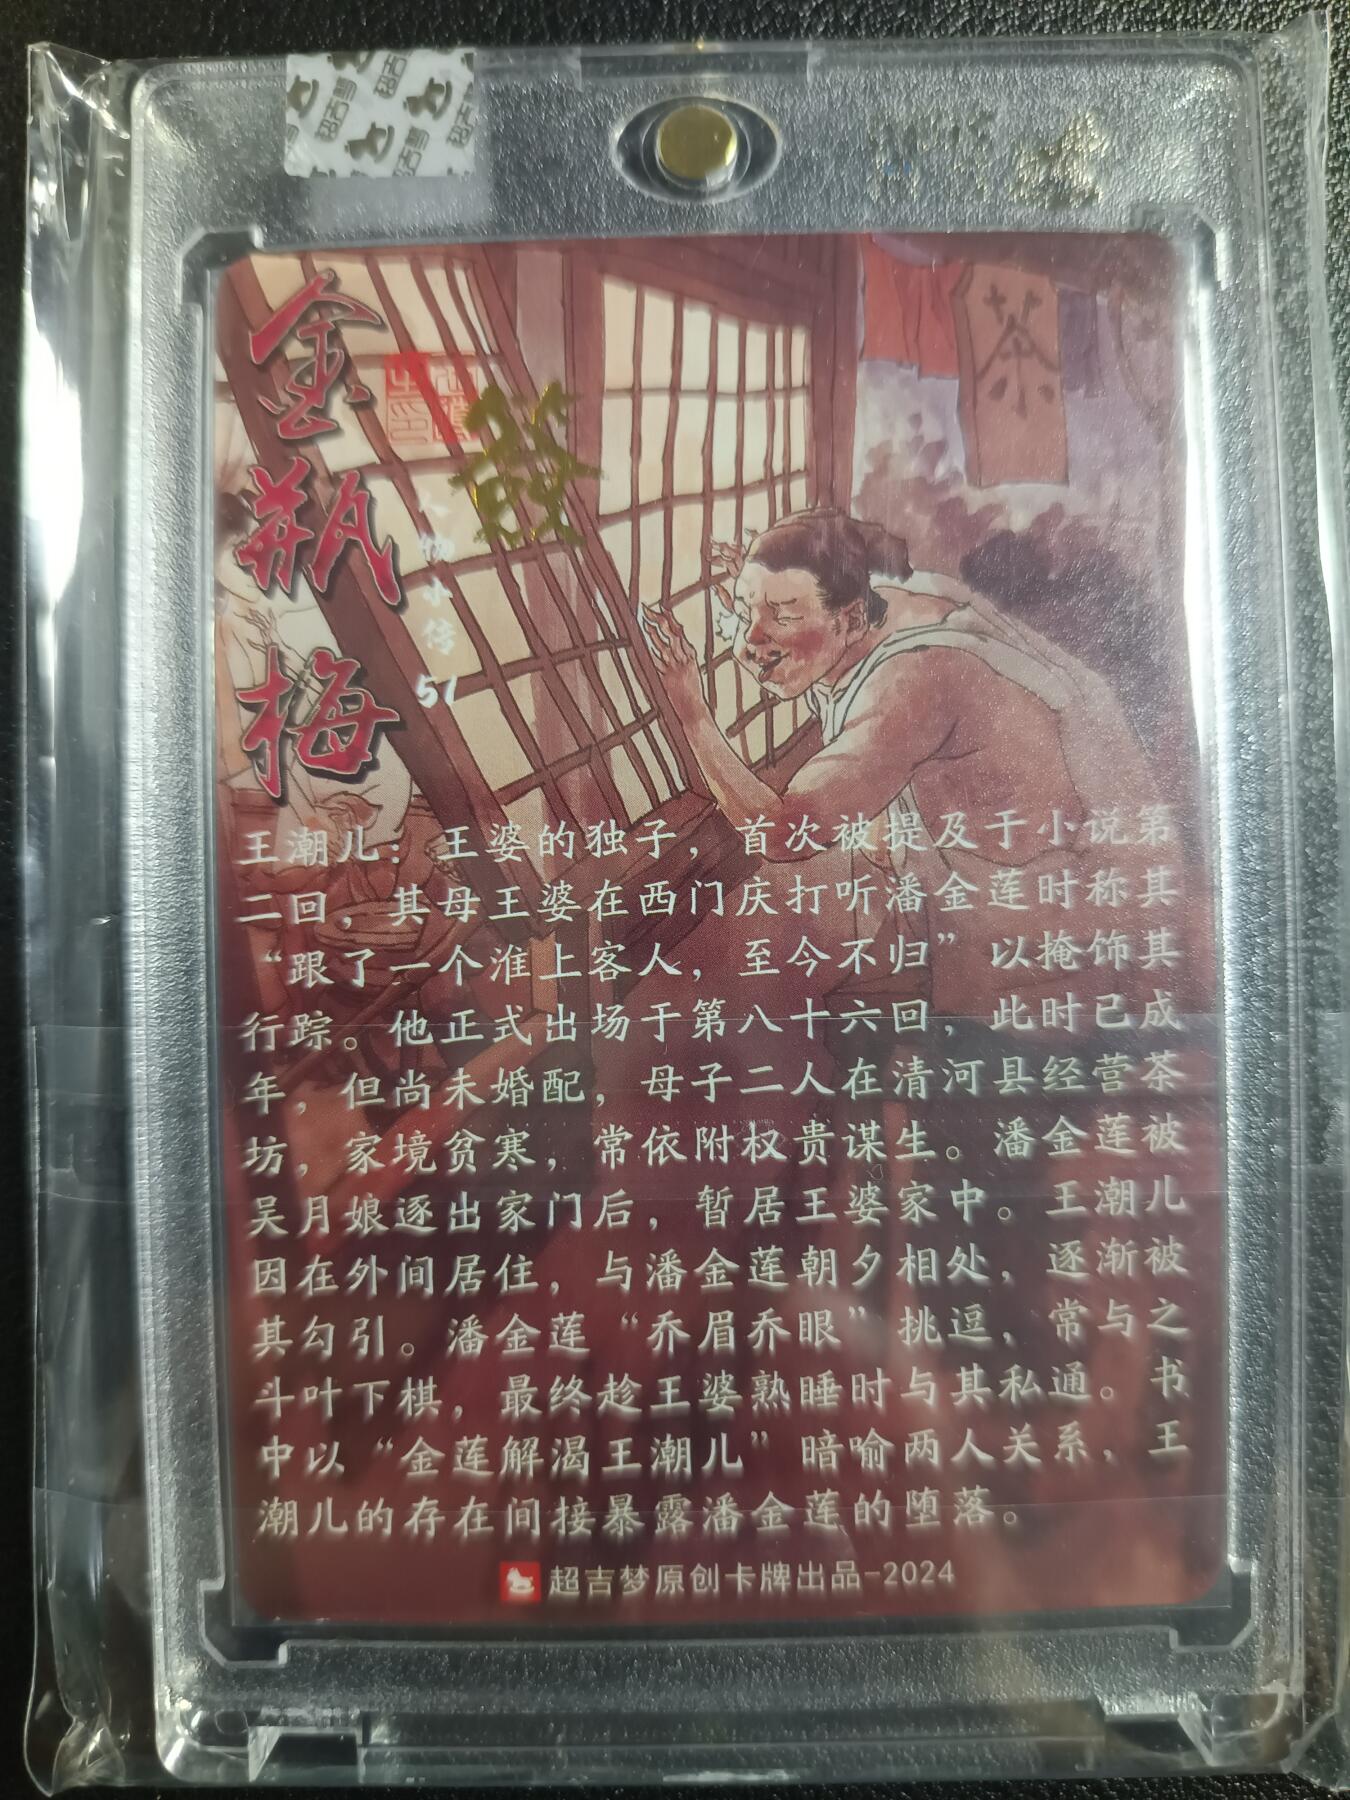 超吉梦
金瓶梅
茶
人物小传 51
王潮儿：王婆的独子，首次被提及于小说第
二回，其母王婆在西门庆打听潘金莲时称其
“跟了一个淮上客人，至今不归”以掩饰其
行踪。他正式出场于第八十六回，此时已成
年，但尚未婚配，母子二人在清河县经营茶
坊，家境贫寒，常依附权贵谋生。潘金莲被
吴月娘逐出家门后，暂居王婆家中。王潮儿
因在外间居住，与潘金莲朝夕相处，逐渐被
其勾引。潘金莲“乔眉乔眼”挑逗，常与之
斗叶下棋，最终趁王婆熟睡时与其私通。书
中以“金莲解渴王潮儿”暗喻两人关系，王
潮儿的存在间接暴露潘金莲的堕落。
超吉梦原创卡牌出品-2024